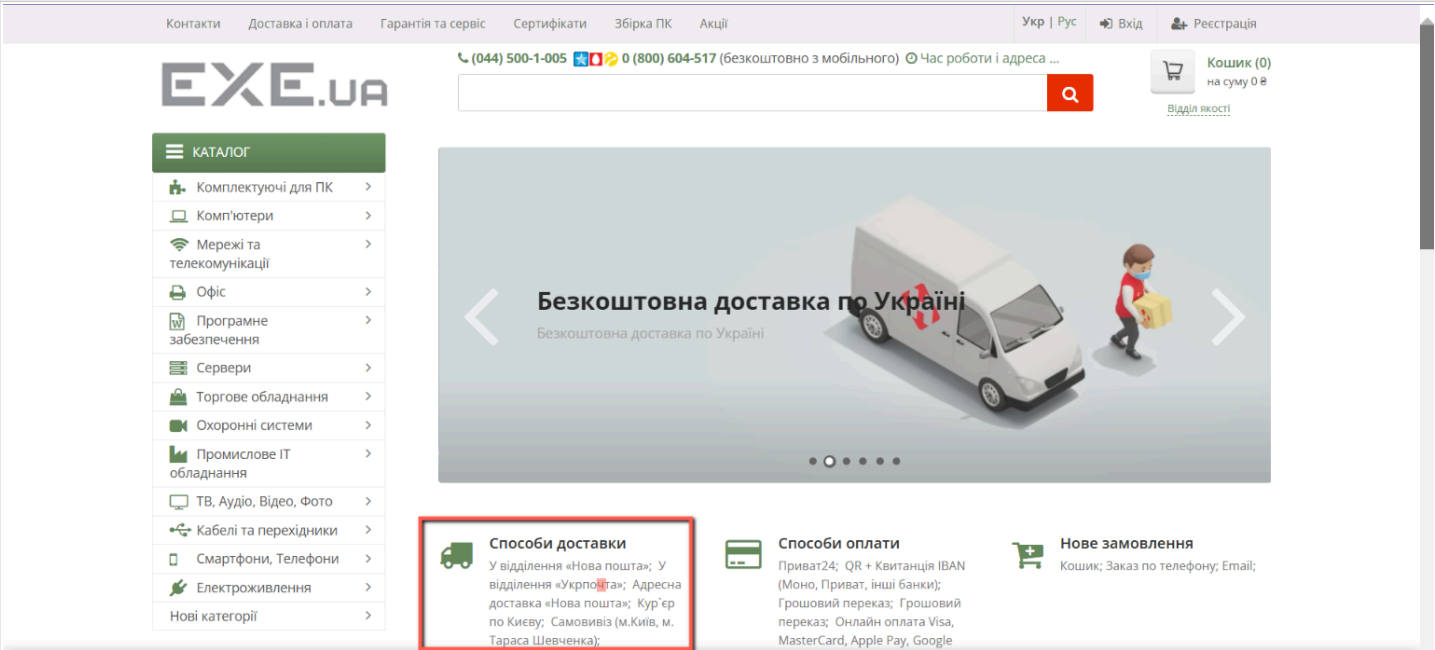 Контакти Доставка і оплата Гарантія та сервіс Сертифікати Збірка ПК Акції Укр | Рус Вхід Реєстрація
(044) 500-1-005 0 (800) 604-517 (безкоштовно з мобільного) Час роботи і адреса ...
EXE.UA
Кошик (0)
на суму 0 ₴
Відділ якості
КАТАЛОГ
Комплектуючі для ПК
Комп'ютери
Мережі та
телекомунікації
Офіс
Програмне
забезпечення
Сервери
Торгове обладнання
Охоронні системи
Промислове IT
обладнання
ТВ, Аудіо, Відео, Фото
Кабелі та перехідники
Смартфони, Телефони
Електроживлення
Нові категорії
Безкоштовна доставка по Україні
Безкоштовна доставка по Україні
Способи доставки
У відділення «Нова пошта»; У
відділення «Укрпочта»; Адресна
доставка «Нова пошта»; Кур`єр
по Києву; Самовивіз (м.Київ, м.
Тараса Шевченка);
Способи оплати
Приват24; QR + Квитанція IBAN
(Моно, Приват, інші банки);
Грошовий переказ; Грошовий
переказ; Онлайн оплата Visa,
MasterCard, Apple Pay, Google
Нове замовлення
Кошик; Заказ по телефону; Email;